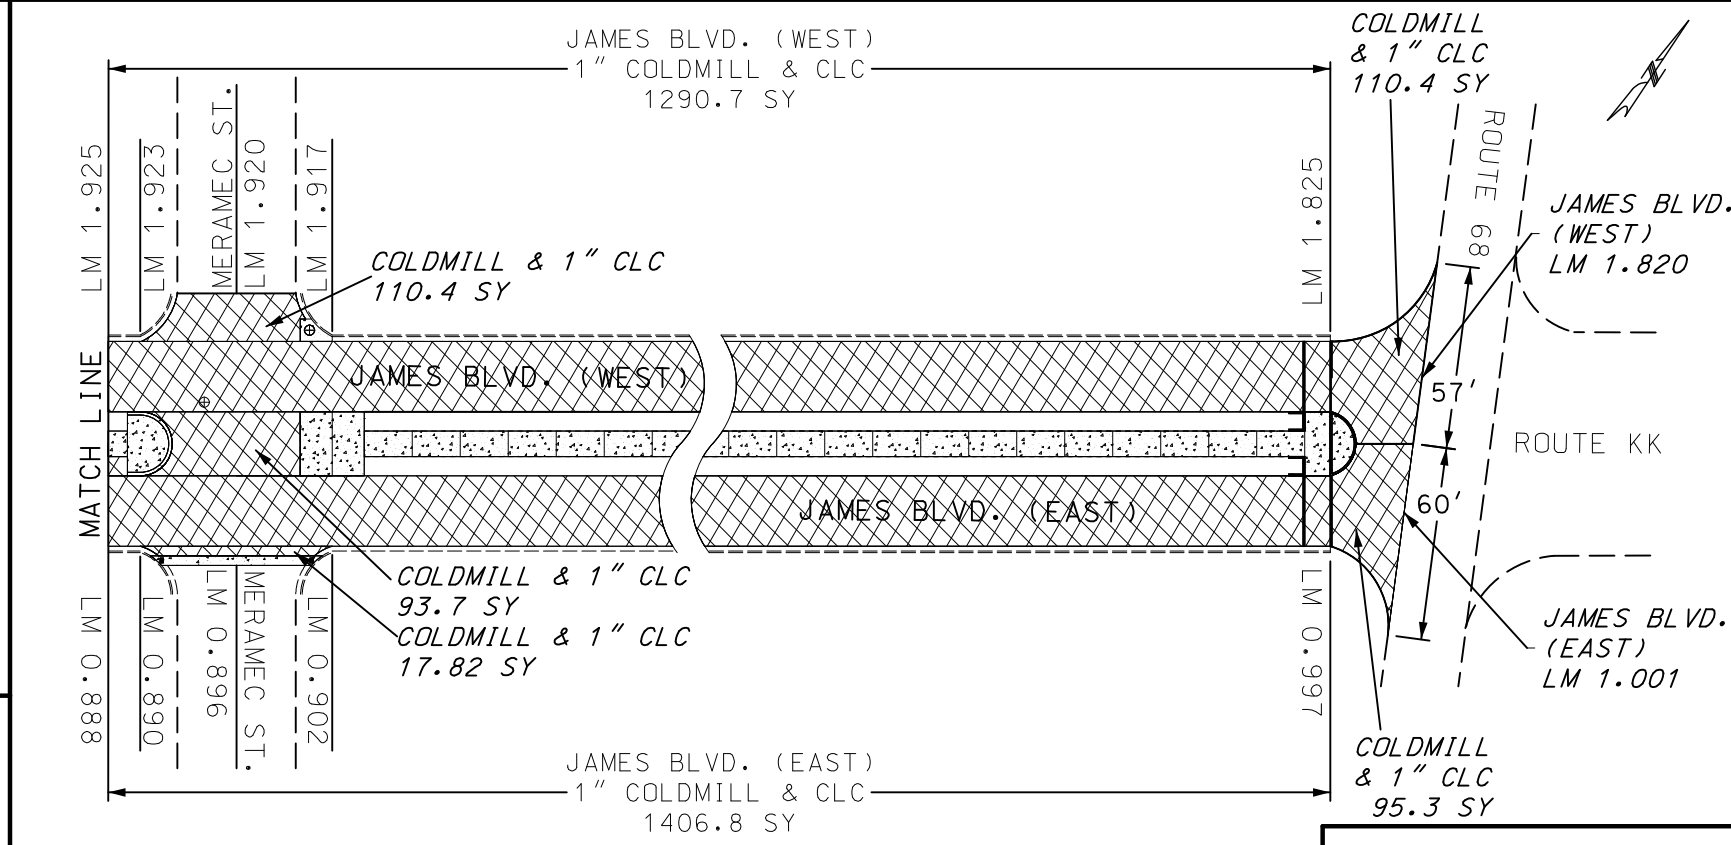 JAMES BLVD. (WEST)
1" COLDMILL & CLC
1290.7 SY
COLDMILL
& 1" CLC
110.4 SY
N
ROUTE 68
LM 1.925
LM 1.923
MERAMEC ST.
LM 1.920
LM 1.917
LM 1.825
JAMES BLVD.
(WEST)
LM 1.820
COLDMILL & 1" CLC
110.4 SY
MATCH LINE
JAMES BLVD. (WEST)
57'
ROUTE KK
60'
JAMES BLVD. (EAST)
COLDMILL & 1" CLC
93.7 SY
COLDMILL & 1" CLC
17.82 SY
LM 0.888
LM 0.890
LM 0.896
MERAMEC ST.
LM 0.902
LM 0.997
JAMES BLVD.
(EAST)
LM 1.001
COLDMILL
& 1" CLC
95.3 SY
JAMES BLVD. (EAST)
1" COLDMILL & CLC
1406.8 SY